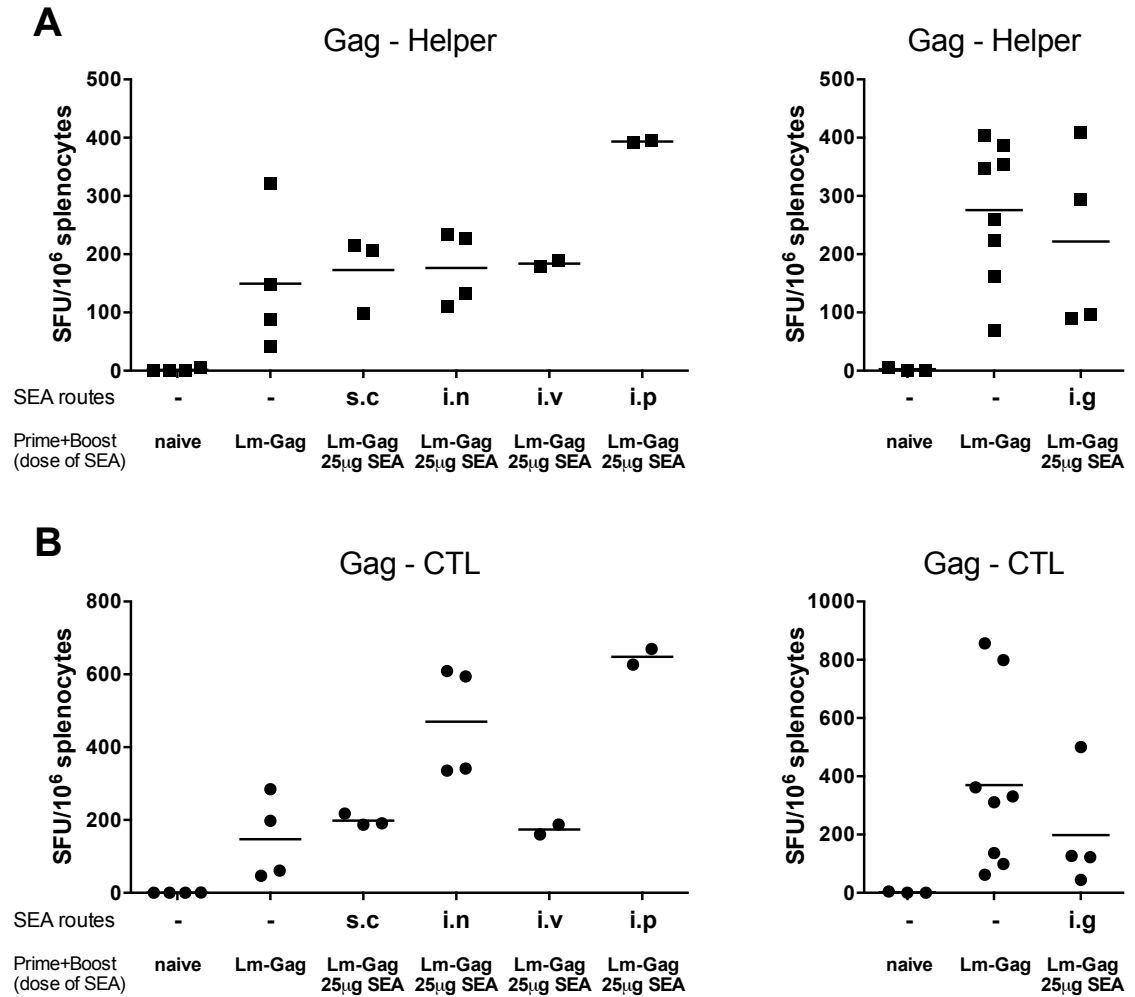 A
Gag - Helper
Gag - Helper
SFU/10⁶ splenocytes
500
400
300
200
100
0
SFU/10⁶ splenocytes
500
400
300
200
100
0
SEA routes - - s.c i.n i.v i.p
- - i.g
Prime+Boost naive Lm-Gag Lm-Gag Lm-Gag Lm-Gag Lm-Gag
(dose of SEA) 25µg SEA 25µg SEA 25µg SEA 25µg SEA
naive Lm-Gag Lm-Gag
25µg SEA
B
Gag - CTL
Gag - CTL
SFU/10⁶ splenocytes
800
600
400
200
0
SFU/10⁶ splenocytes
1000
800
600
400
200
0
SEA routes - - s.c i.n i.v i.p
- - i.g
Prime+Boost naive Lm-Gag Lm-Gag Lm-Gag Lm-Gag Lm-Gag
(dose of SEA) 25µg SEA 25µg SEA 25µg SEA 25µg SEA
naive Lm-Gag Lm-Gag
25µg SEA